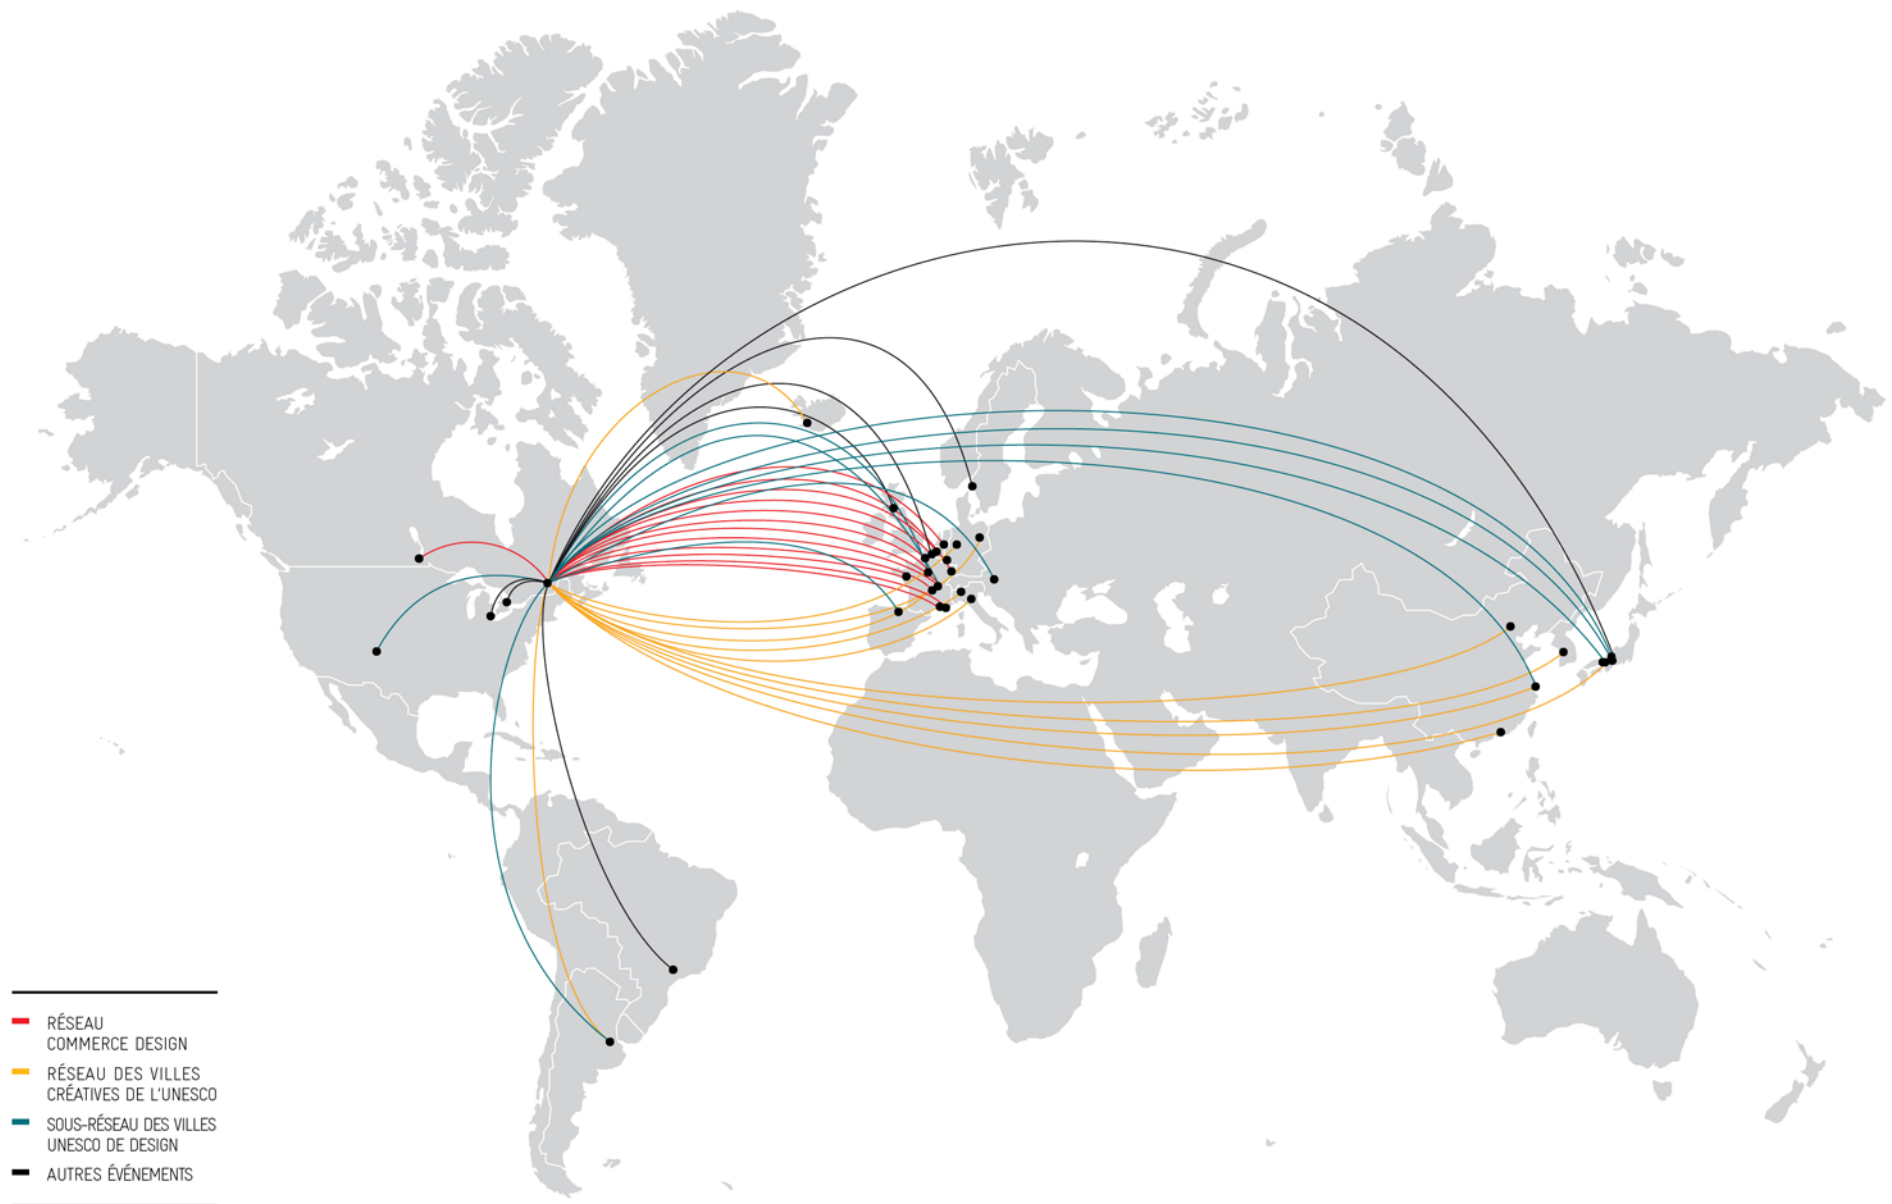 RÉSEAU
COMMERCE DESIGN
RÉSEAU DES VILLES
CRÉATIVES DE L'UNESCO
SOUS-RÉSEAU DES VILLES
UNESCO DE DESIGN
AUTRES ÉVÉNEMENTS